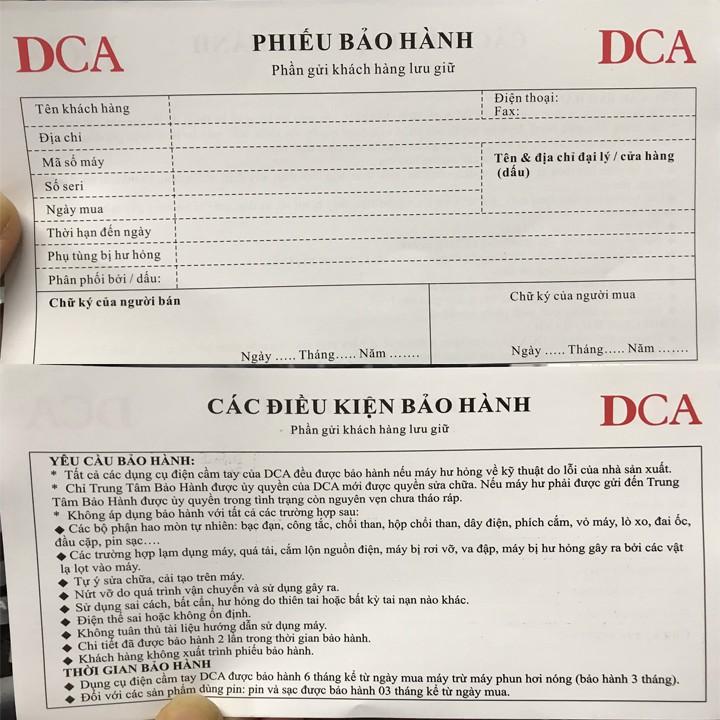 DCA PHIẾU BẢO HÀNH DCA
Phần gửi khách hàng lưu giữ
Tên khách hàng Điện thoại:
Fax:
Địa chỉ
Mã số máy Tên & địa chỉ đại lý / cửa hàng
(dấu)
Số seri
Ngày mua
Thời hạn đến ngày
Phụ tùng bị hư hỏng
Phân phối bởi / dấu:
Chữ ký của người bán Chữ ký của người mua
Ngày ..... Tháng..... Năm ....... Ngày ..... Tháng..... Năm .......
CÁC ĐIỀU KIỆN BẢO HÀNH DCA
Phần gửi khách hàng lưu giữ
YÊU CẦU BẢO HÀNH:
* Tất cả các dụng cụ điện cầm tay của DCA đều được bảo hành nếu máy hư hỏng về kỹ thuật do lỗi của nhà sản xuất.
* Chỉ Trung Tâm Bảo Hành được ủy quyền của DCA mới được quyền sửa chữa. Nếu máy hư phải được gửi đến Trung
Tâm Bảo Hành được ủy quyền trong tình trạng còn nguyên vẹn chưa tháo ráp.
* Không áp dụng bảo hành với tất cả các trường hợp sau:
◆ Các bộ phận hao mòn tự nhiên: bạc đạn, công tắc, chổi than, hộp chổi than, dây điện, phích cắm, vỏ máy, lò xo, đai ốc,
đầu cặp, pin sạc....
◆ Các trường hợp lạm dụng máy, quá tải, cắm lộn nguồn điện, máy bị rơi vỡ, va đập, máy bị hư hỏng gây ra bởi các vật
lạ lọt vào máy.
◆ Tự ý sửa chữa, cải tạo trên máy.
◆ Nứt vỡ do quá trình vận chuyển và sử dụng gây ra.
◆ Sử dụng sai cách, bất cẩn, hư hỏng do thiên tai hoặc bất kỳ tai nạn nào khác.
◆ Điện thế sai hoặc không ổn định.
◆ Không tuân thủ tài liệu hướng dẫn sử dụng máy.
◆ Chi tiết đã được bảo hành 2 lần trong thời gian bảo hành.
◆ Khách hàng không xuất trình phiếu bảo hành.
THỜI GIAN BẢO HÀNH
◆ Dụng cụ điện cầm tay DCA được bảo hành 6 tháng kể từ ngày mua máy trừ máy phun hơi nóng (bảo hành 3 tháng).
◆ Đối với các sản phẩm dùng pin: pin và sạc được bảo hành 03 tháng kể từ ngày mua.